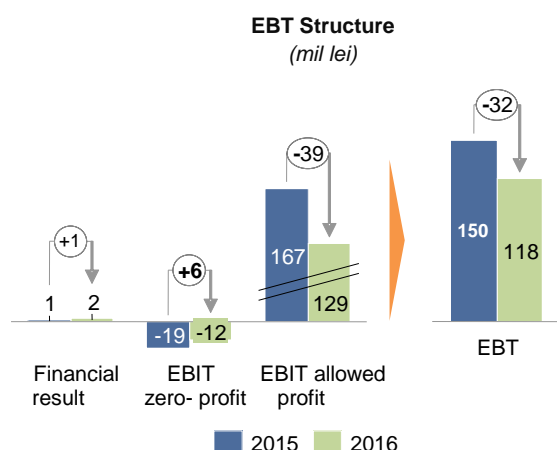 EBT Structure
(mil lei)
-32
-39
+1
+6
150
118
167
129
1
2
-19
-12
Financial
result
EBIT
zero- profit
EBIT allowed
profit
EBT
2015
2016